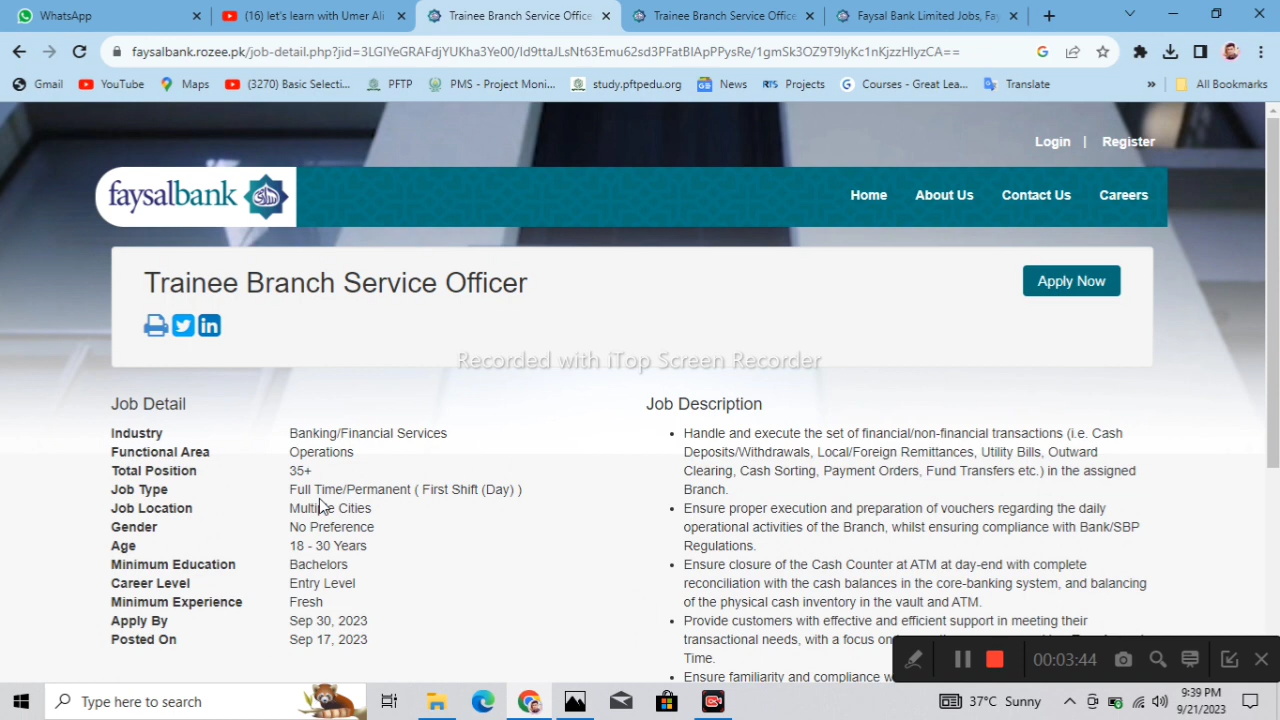 WhatsApp
(16) let's learn with Umer Ali
Trainee Branch Service Office
Trainee Branch Service Office
Faysal Bank Limited Jobs, Fay
faysalbank.rozee.pk/job-detail.php?jid=3LGIYeGRAFdjYUKha3Ye00/Id9ttaJLsNt63Emu62sd3PFatBlApPPysRe/1gmSk3OZ9T9lyKc1nKjzzHlyzCA==
Gmail
YouTube
Maps
(3270) Basic Selecti...
PFTP
PMS - Project Moni...
study.pftpedu.org
News
RTS Projects
Courses - Great Lea...
Translate
»
All Bookmarks
Login | Register
faysalbank
Home
About Us
Contact Us
Careers
Trainee Branch Service Officer
Apply Now
Recorded with iTop Screen Recorder
Job Detail
Industry Banking/Financial Services
Functional Area Operations
Total Position 35+
Job Type Full Time/Permanent ( First Shift (Day) )
Job Location Multiple Cities
Gender No Preference
Age 18 - 30 Years
Minimum Education Bachelors
Career Level Entry Level
Minimum Experience Fresh
Apply By Sep 30, 2023
Posted On Sep 17, 2023
Job Description
• Handle and execute the set of financial/non-financial transactions (i.e. Cash
Deposits/Withdrawals, Local/Foreign Remittances, Utility Bills, Outward
Clearing, Cash Sorting, Payment Orders, Fund Transfers etc.) in the assigned
Branch.
• Ensure proper execution and preparation of vouchers regarding the daily
operational activities of the Branch, whilst ensuring compliance with Bank/SBP
Regulations.
• Ensure closure of the Cash Counter at ATM at day-end with complete
reconciliation with the cash balances in the core-banking system, and balancing
of the physical cash inventory in the vault and ATM.
• Provide customers with effective and efficient support in meeting their
transactional needs, with a focus on
Time.
• Ensure familiarity and compliance w
00:03:44
Type here to search
37°C Sunny
9:39 PM
9/21/2023